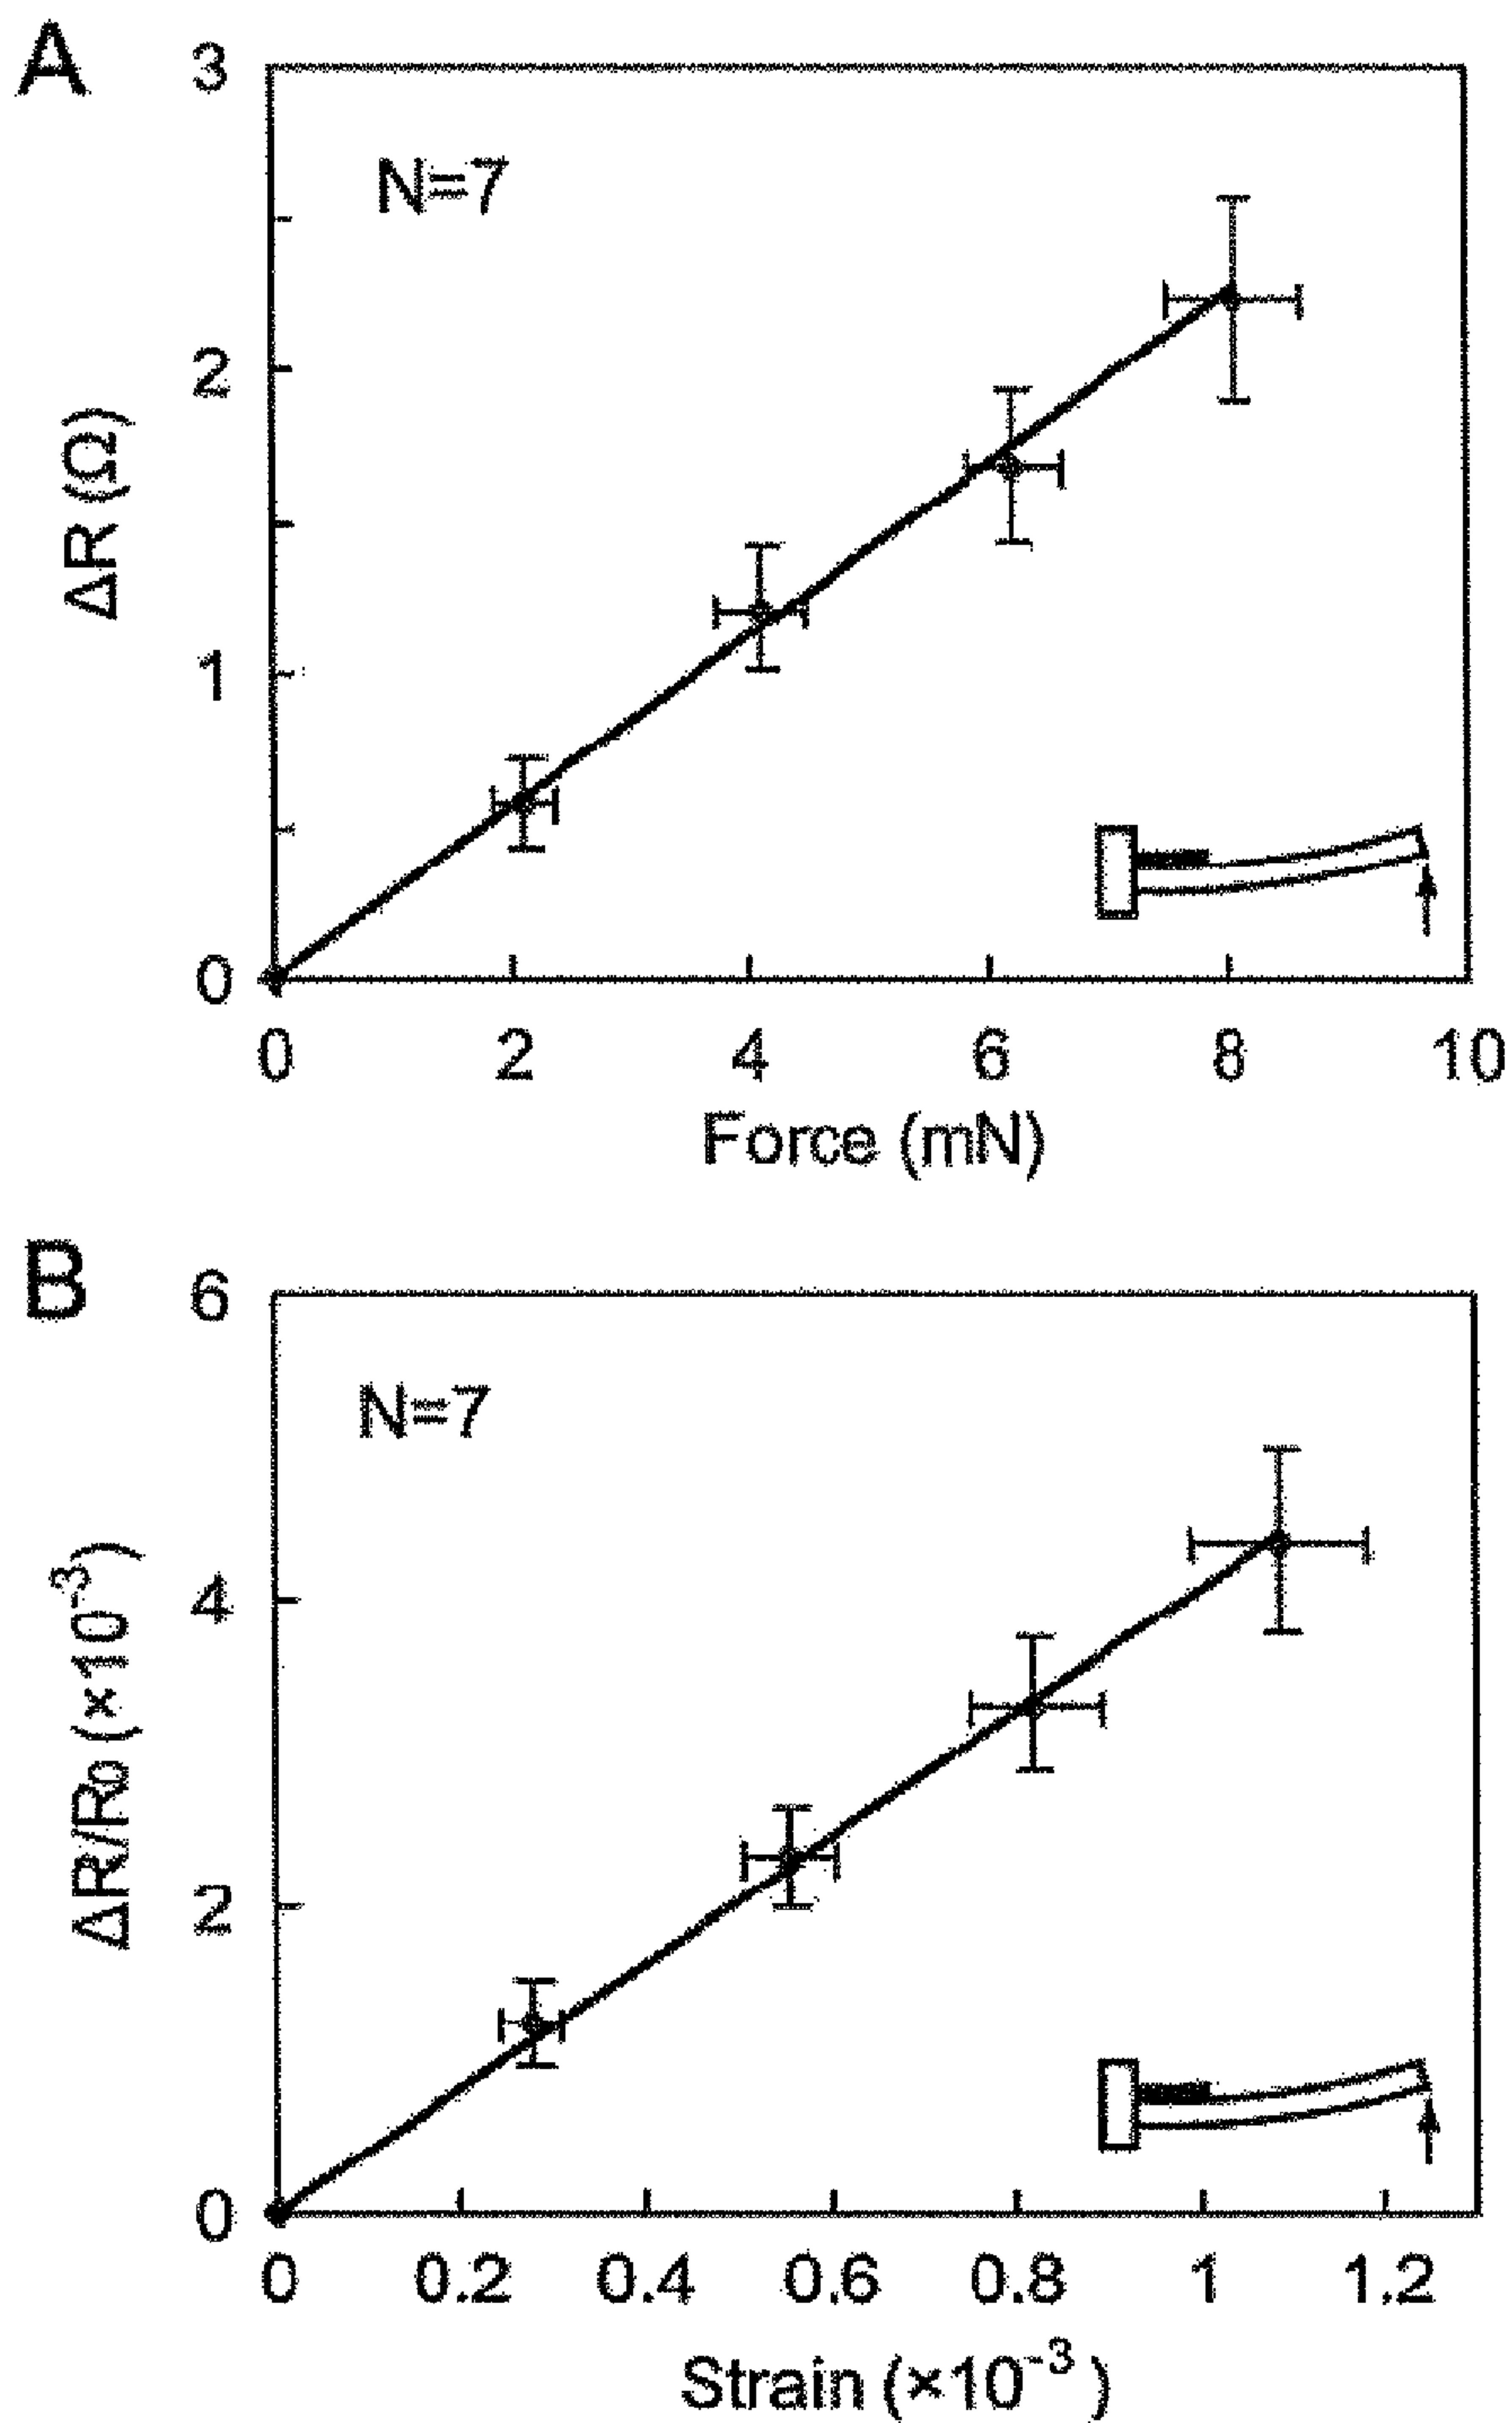 A
3
N=7
2
ΔR (Ω)
1
0
0 2 4 6 8 10
Force (mN)
B
6
N=7
4
ΔR/R0 (×10-3)
2
0
0 0.2 0.4 0.6 0.8 1 1.2
Strain (×10-3)